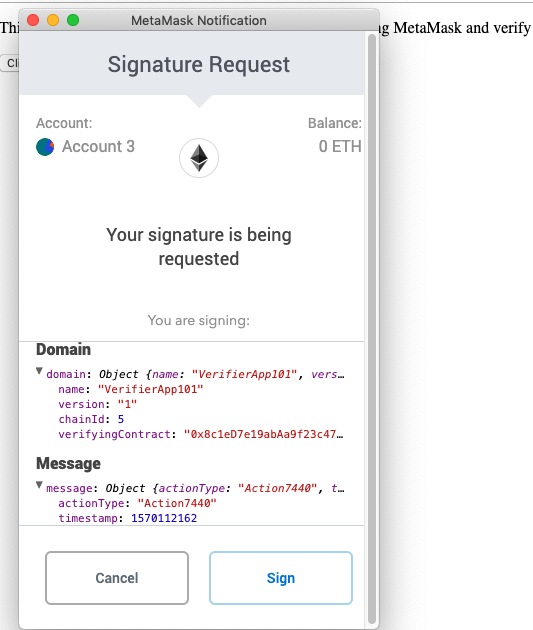 MetaMask Notification
Thi
ng MetaMask and verify
Cli
Signature Request
Account:
Balance:
Account 3
0 ETH
Your signature is being
requested
You are signing:
Domain
domain: Object {name: "VerifierApp101", vers…
name: "VerifierApp101"
version: "1"
chainId: 5
verifyingContract: "0x8c1eD7e19abAa9f23c47…
Message
message: Object {actionType: "Action7440", t…
actionType: "Action7440"
timestamp: 1570112162
Cancel
Sign